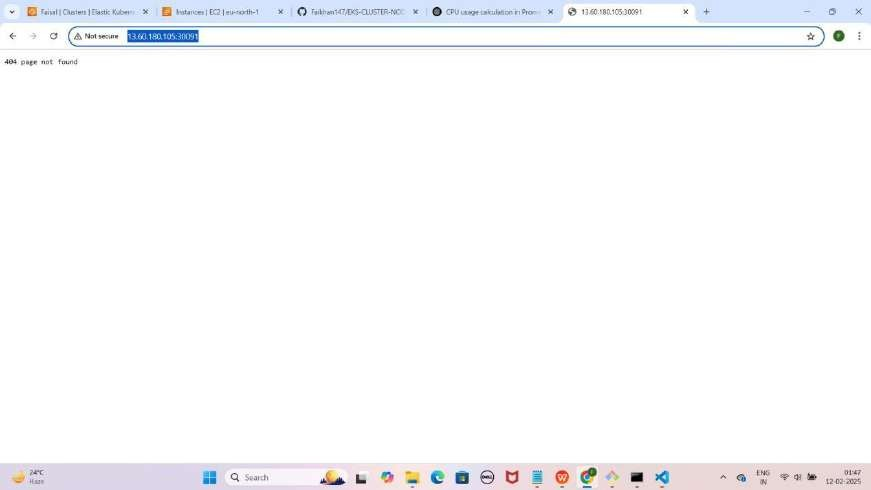 Faisal | Clusters | Elastic Kuberne
Instances | EC2 | eu-north-1
Faikhan147/EKS-CLUSTER-NOD
CPU usage calculation in Prom
13.60.180.105:30091
Not secure
13.60.180.105:30091
404 page not found
24°C
Haze
Search
ENG
IN
01:47
12-02-2025